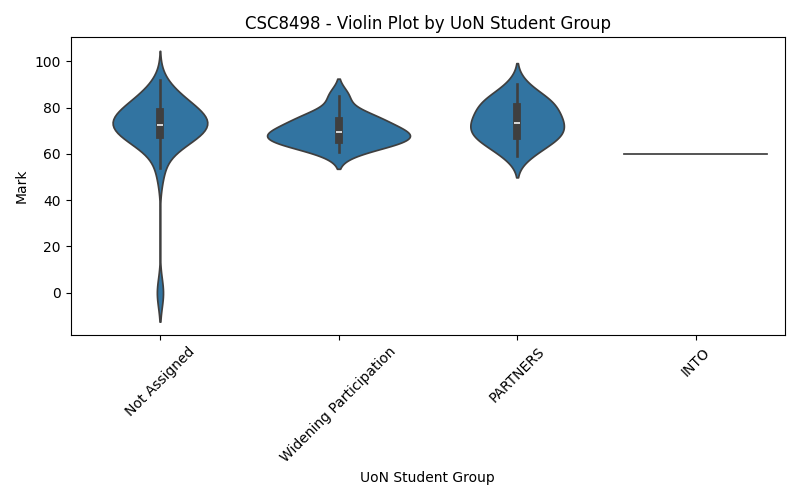 CSC8498 - Violin Plot by UoN Student Group
Mark
100
80
60
40
20
0
Not Assigned
Widening Participation
PARTNERS
INTO
UoN Student Group